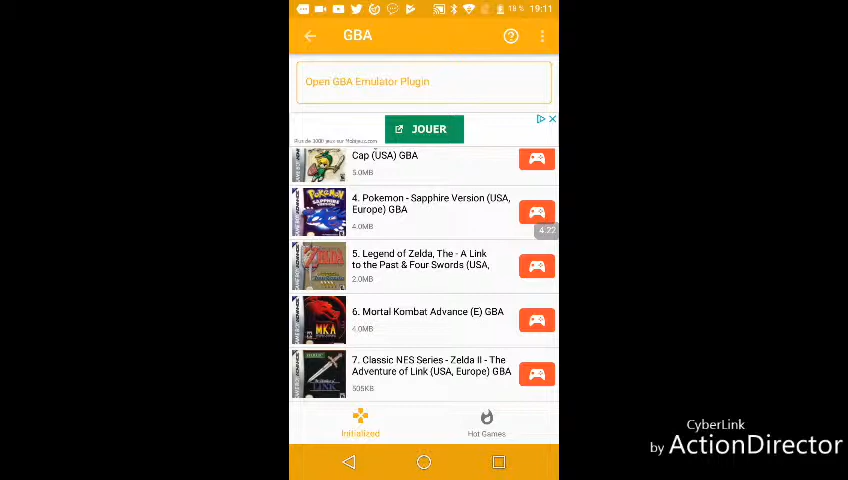 18 % 19:11
GBA
Open GBA Emulator Plugin
JOUER
Cap (USA) GBA
5.0MB
4. Pokemon - Sapphire Version (USA,
Europe) GBA
4.0MB
4:22
5. Legend of Zelda, The - A Link
to the Past & Four Swords (USA,
2.0MB
6. Mortal Kombat Advance (E) GBA
4.0MB
7. Classic NES Series - Zelda II - The
Adventure of Link (USA, Europe) GBA
505KB
Initialized
Hot Games
CyberLink
by ActionDirector